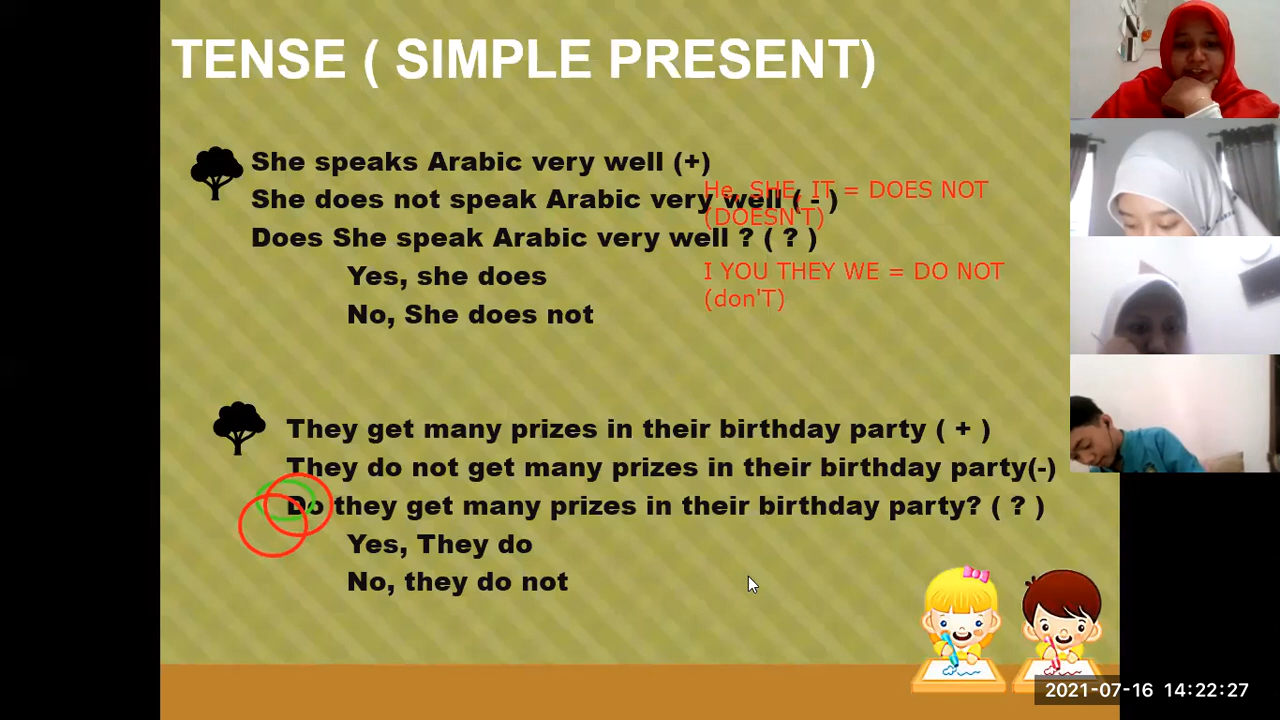 TENSE ( SIMPLE PRESENT)
She speaks Arabic very well (+)
She does not speak Arabic very well ( - )
Does She speak Arabic very well ? ( ? )
Yes, she does
No, She does not
He, SHE, IT = DOES NOT
(DOESN'T)
I YOU THEY WE = DO NOT
(don'T)
They get many prizes in their birthday party ( + )
They do not get many prizes in their birthday party(-)
Do they get many prizes in their birthday party? ( ? )
Yes, They do
No, they do not
2021-07-16 14:22:27